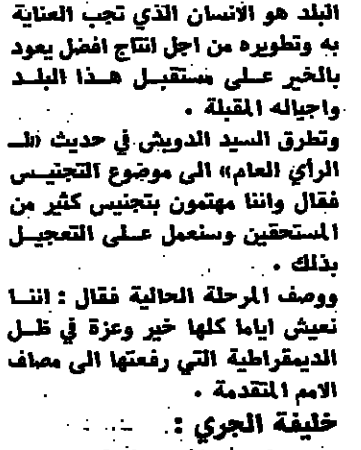 البلد هو الانسان الذي تجب العناية
به وتطويره من اجل انتاج افضل يعود
بالخير على مستقبل هذا البلد
واجياله المقبلة .
وتطرق السيد الدويش في حديث «لـ
الرأي العام» الى موضوع التجنيس
فقال واننا مهتمون بتجنيس كثير من
المستحقين وسنعمل على التعجيل
بذلك .
ووصف المرحلة الحالية فقال : اننا
نعيش اياما كلها خير وعزة في ظل
الديمقراطية التي رفعتها الى مصاف
الامم المتقدمة .
خليفة الجري :